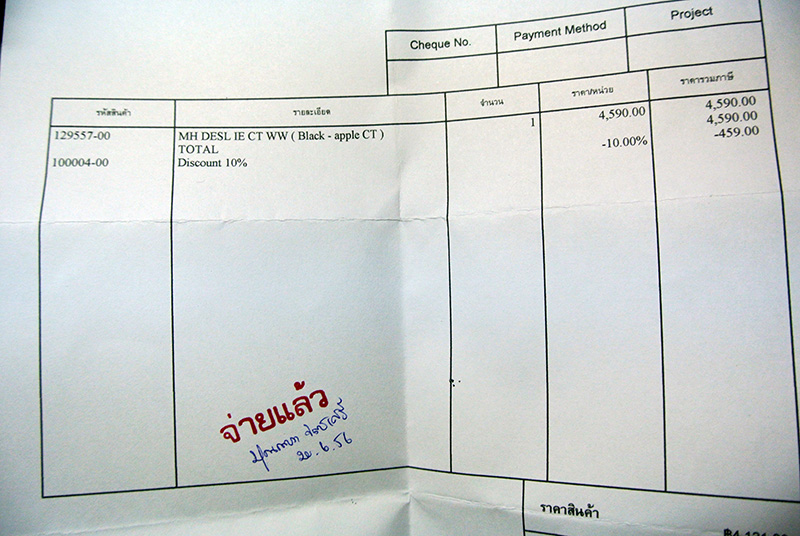 Cheque No. Payment Method Project
รหัสสินค้า รายละเอียด จำนวน ราคา/หน่วย ราคารวมภาษี
129557-00 MH DESL IE CT WW ( Black - apple CT ) 1 4,590.00 4,590.00
TOTAL 4,590.00
100004-00 Discount 10% -10.00% -459.00
จ่ายแล้ว
20.6.56
ราคาสินค้า